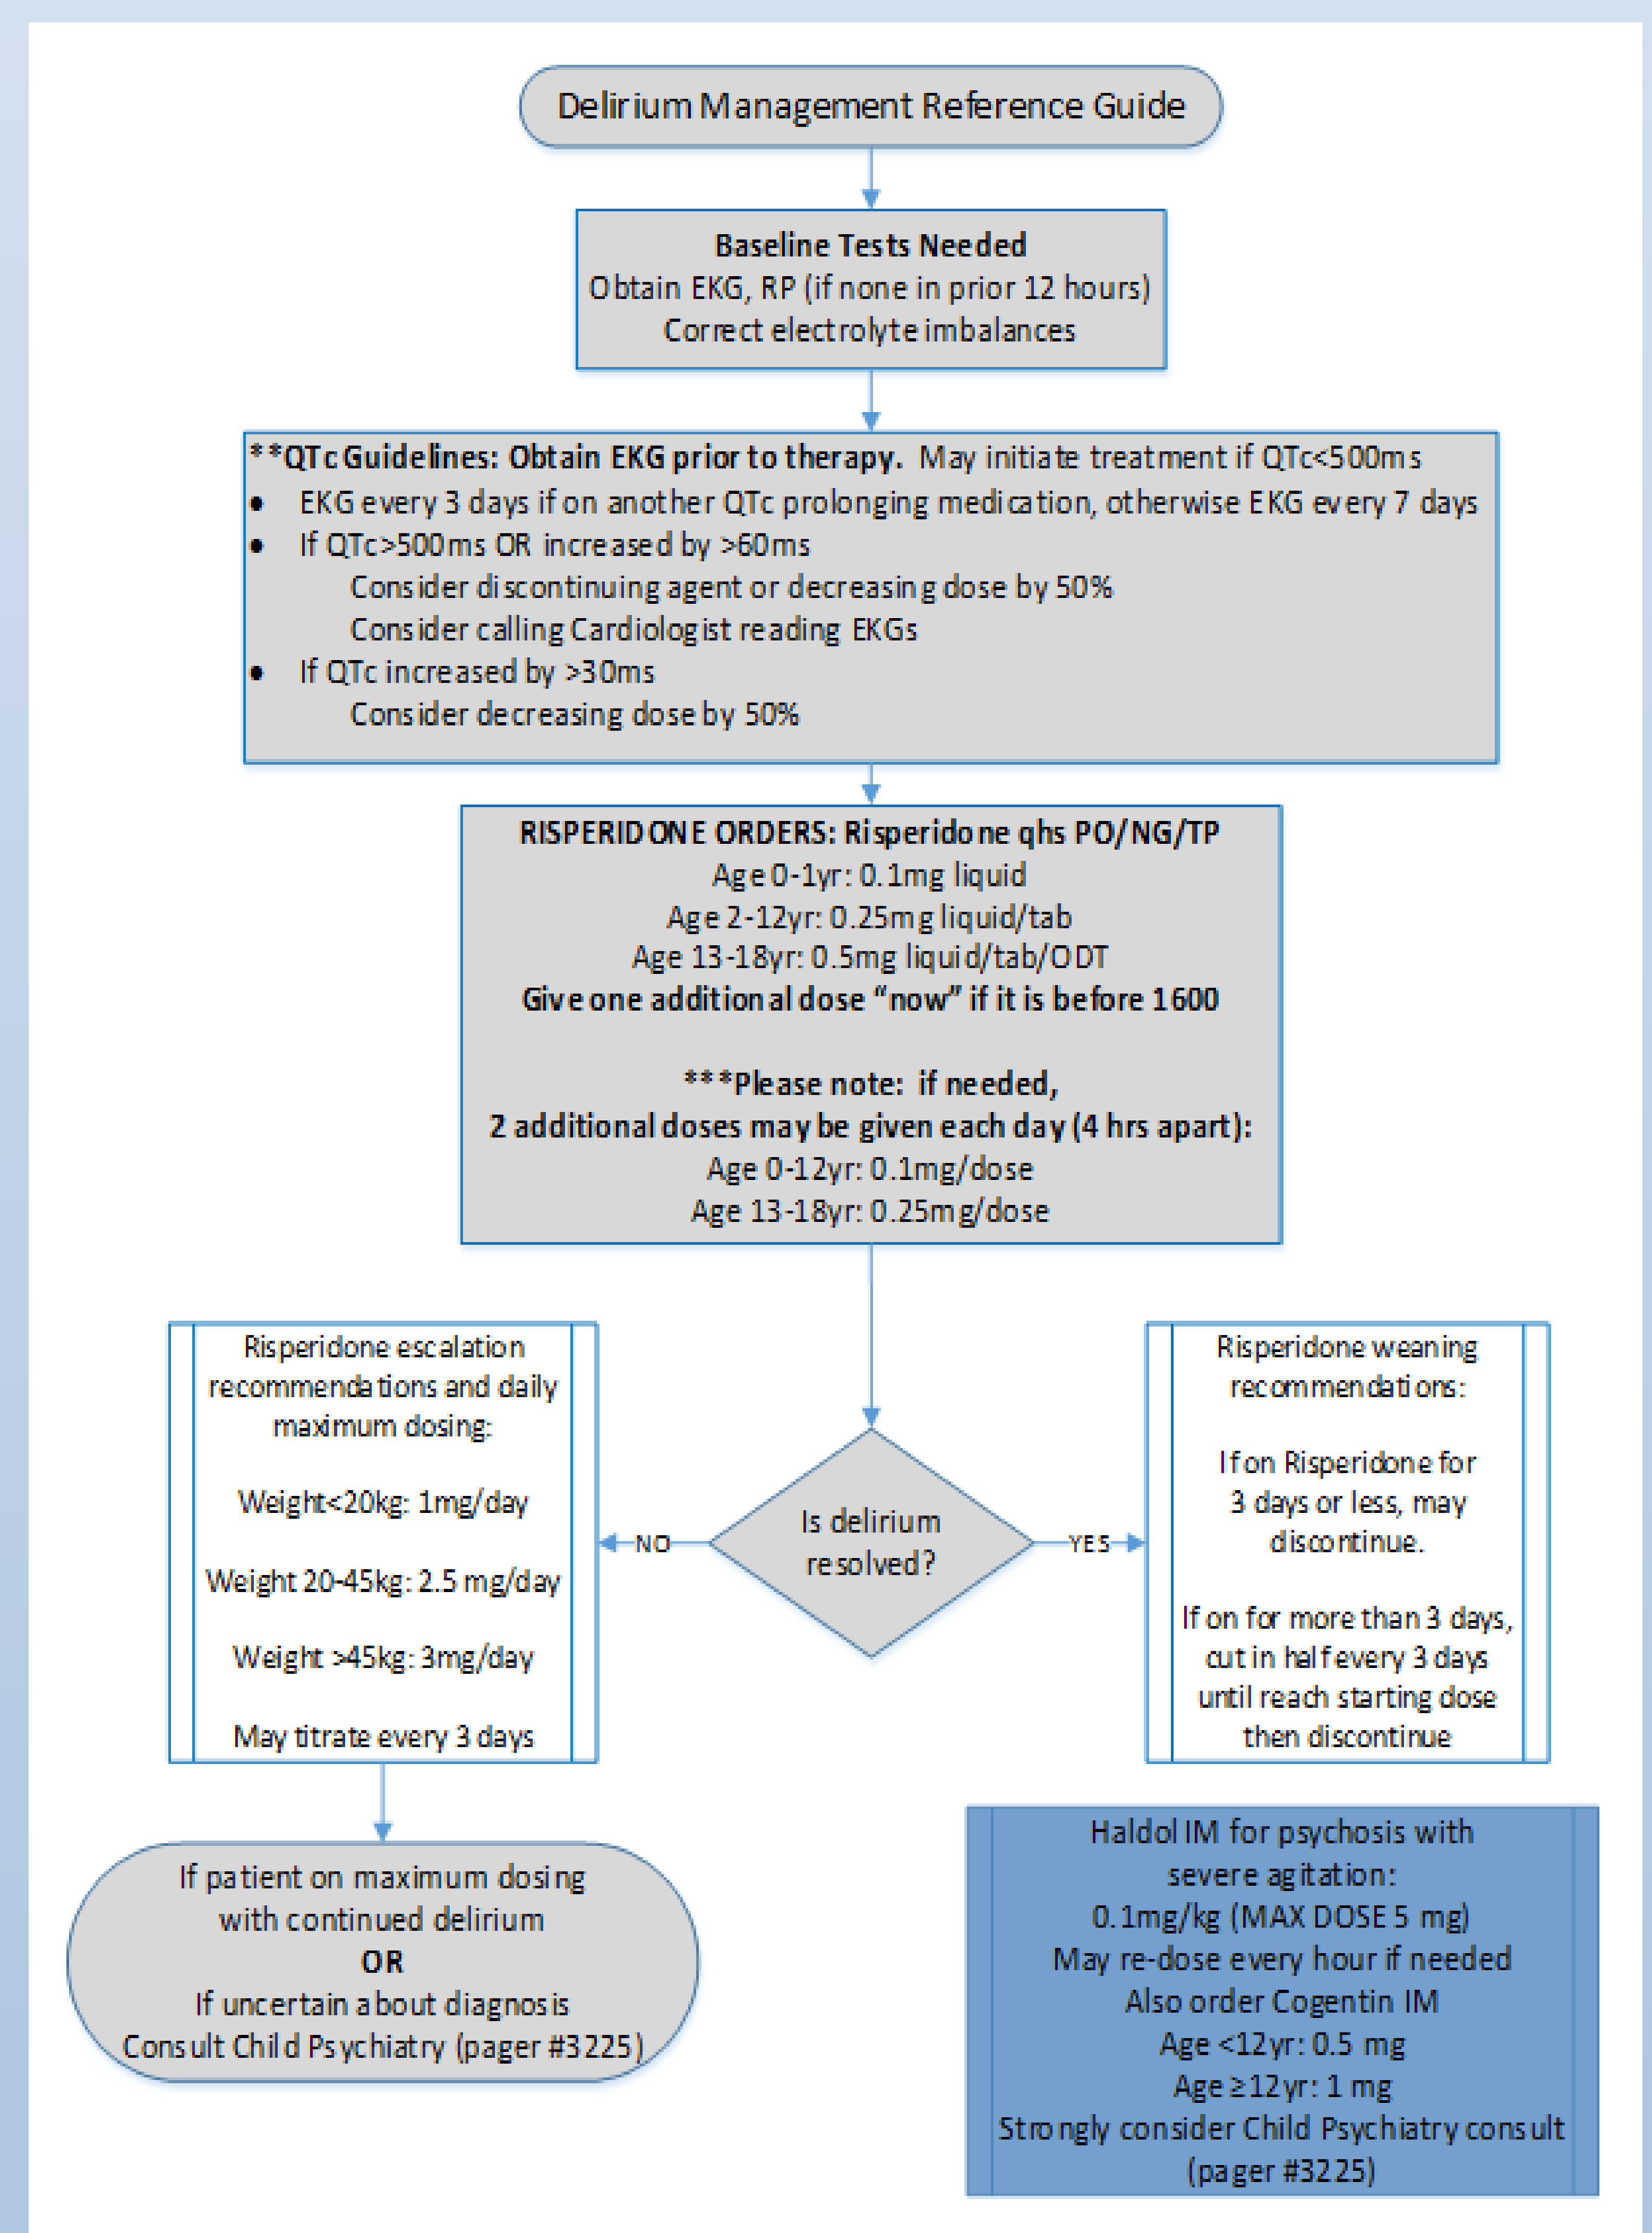 Delirium Management Reference Guide
Baseline Tests Needed
Obtain EKG, RP (if none in prior 12 hours)
Correct electrolyte imbalances
**QTc Guidelines: Obtain EKG prior to therapy. May initiate treatment if QTc<500ms
• EKG every 3 days if on another QTc prolonging medication, otherwise EKG every 7 days
• If QTc>500ms OR increased by >60ms
Consider discontinuing agent or decreasing dose by 50%
Consider calling Cardiologist reading EKGs
• If QTc increased by >30ms
Consider decreasing dose by 50%
RISPERIDONE ORDERS: Risperidone qhs PO/NG/TP
Age 0-1yr: 0.1mg liquid
Age 2-12yr: 0.25mg liquid/tab
Age 13-18yr: 0.5mg liquid/tab/ODT
Give one additional dose “now” if it is before 1600
***Please note: if needed,
2 additional doses may be given each day (4 hrs apart):
Age 0-12yr: 0.1mg/dose
Age 13-18yr: 0.25mg/dose
Is delirium
resolved?
NO
YES
Risperidone escalation
recommendations and daily
maximum dosing:
Weight<20kg: 1mg/day
Weight 20-45kg: 2.5 mg/day
Weight >45kg: 3mg/day
May titrate every 3 days
Risperidone weaning
recommendations:
If on Risperidone for
3 days or less, may
discontinue.
If on for more than 3 days,
cut in half every 3 days
until reach starting dose
then discontinue
If patient on maximum dosing
with continued delirium
OR
If uncertain about diagnosis
Consult Child Psychiatry (pager #3225)
Haldol IM for psychosis with
severe agitation:
0.1mg/kg (MAX DOSE 5 mg)
May re-dose every hour if needed
Also order Cogentin IM
Age <12yr: 0.5 mg
Age ≥12yr: 1 mg
Strongly consider Child Psychiatry consult
(pager #3225)